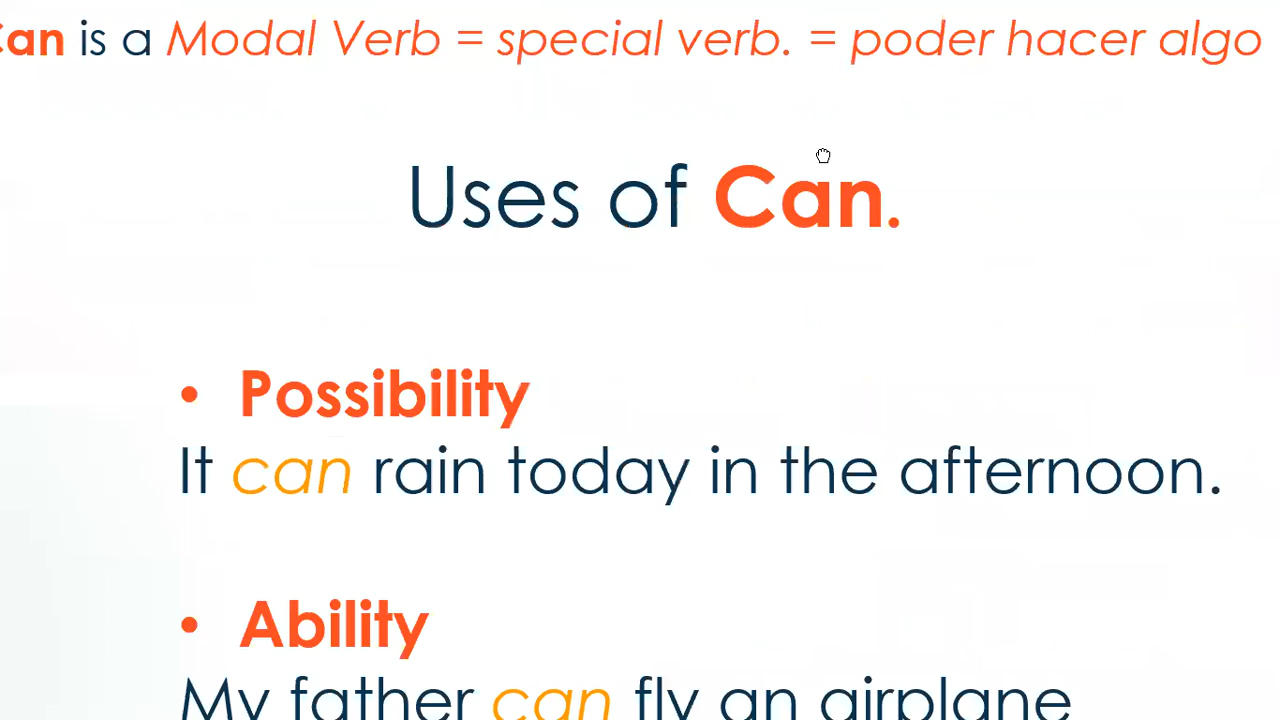 Can is a Modal Verb = special verb. = poder hacer algo
Uses of Can.
• Possibility
It can rain today in the afternoon.
• Ability
My father can fly an airplane